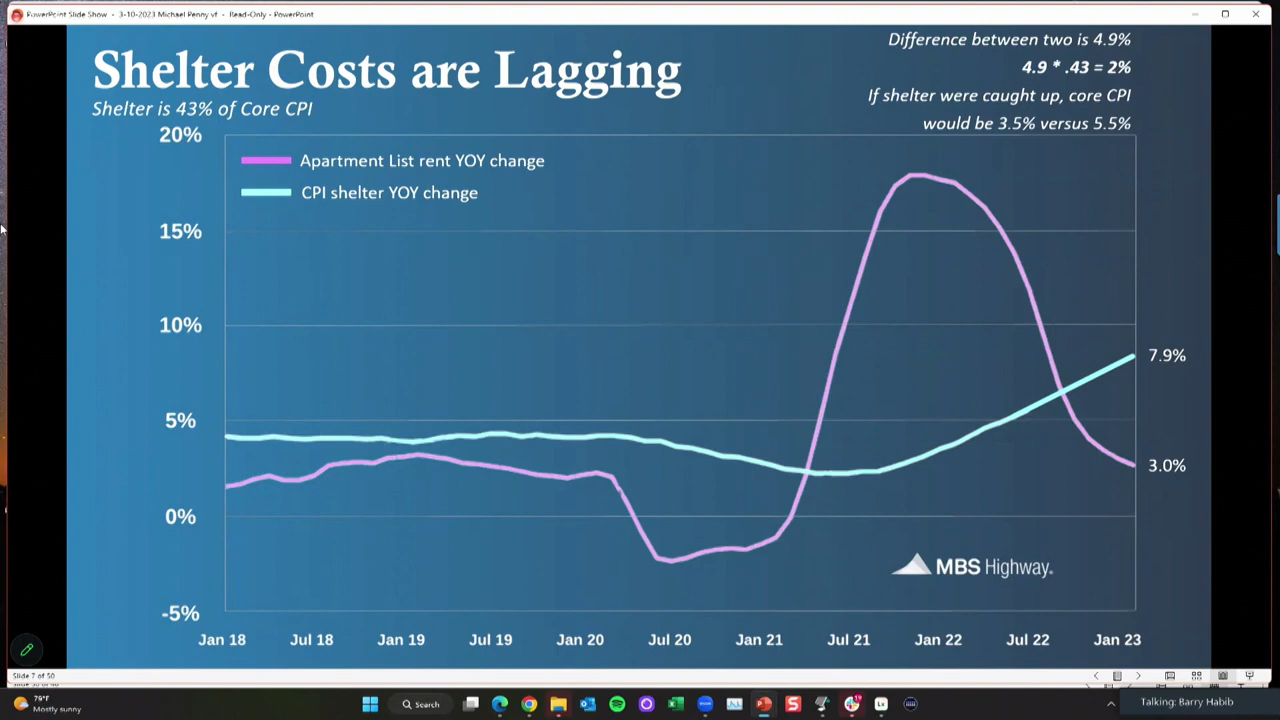 PowerPoint Slide Show - 3-10-2023 Michael Penny vf - Read-Only - PowerPoint
Shelter Costs are Lagging
Shelter is 43% of Core CPI
Difference between two is 4.9%
4.9 * .43 = 2%
If shelter were caught up, core CPI
would be 3.5% versus 5.5%
20%
15%
10%
5%
0%
-5%
Apartment List rent YOY change
CPI shelter YOY change
7.9%
3.0%
MBS Highway
Jan 18 Jul 18 Jan 19 Jul 19 Jan 20 Jul 20 Jan 21 Jul 21 Jan 22 Jul 22 Jan 23
Slide 7 of 50
79°F
Mostly sunny
Search
19
Talking: Barry Habib